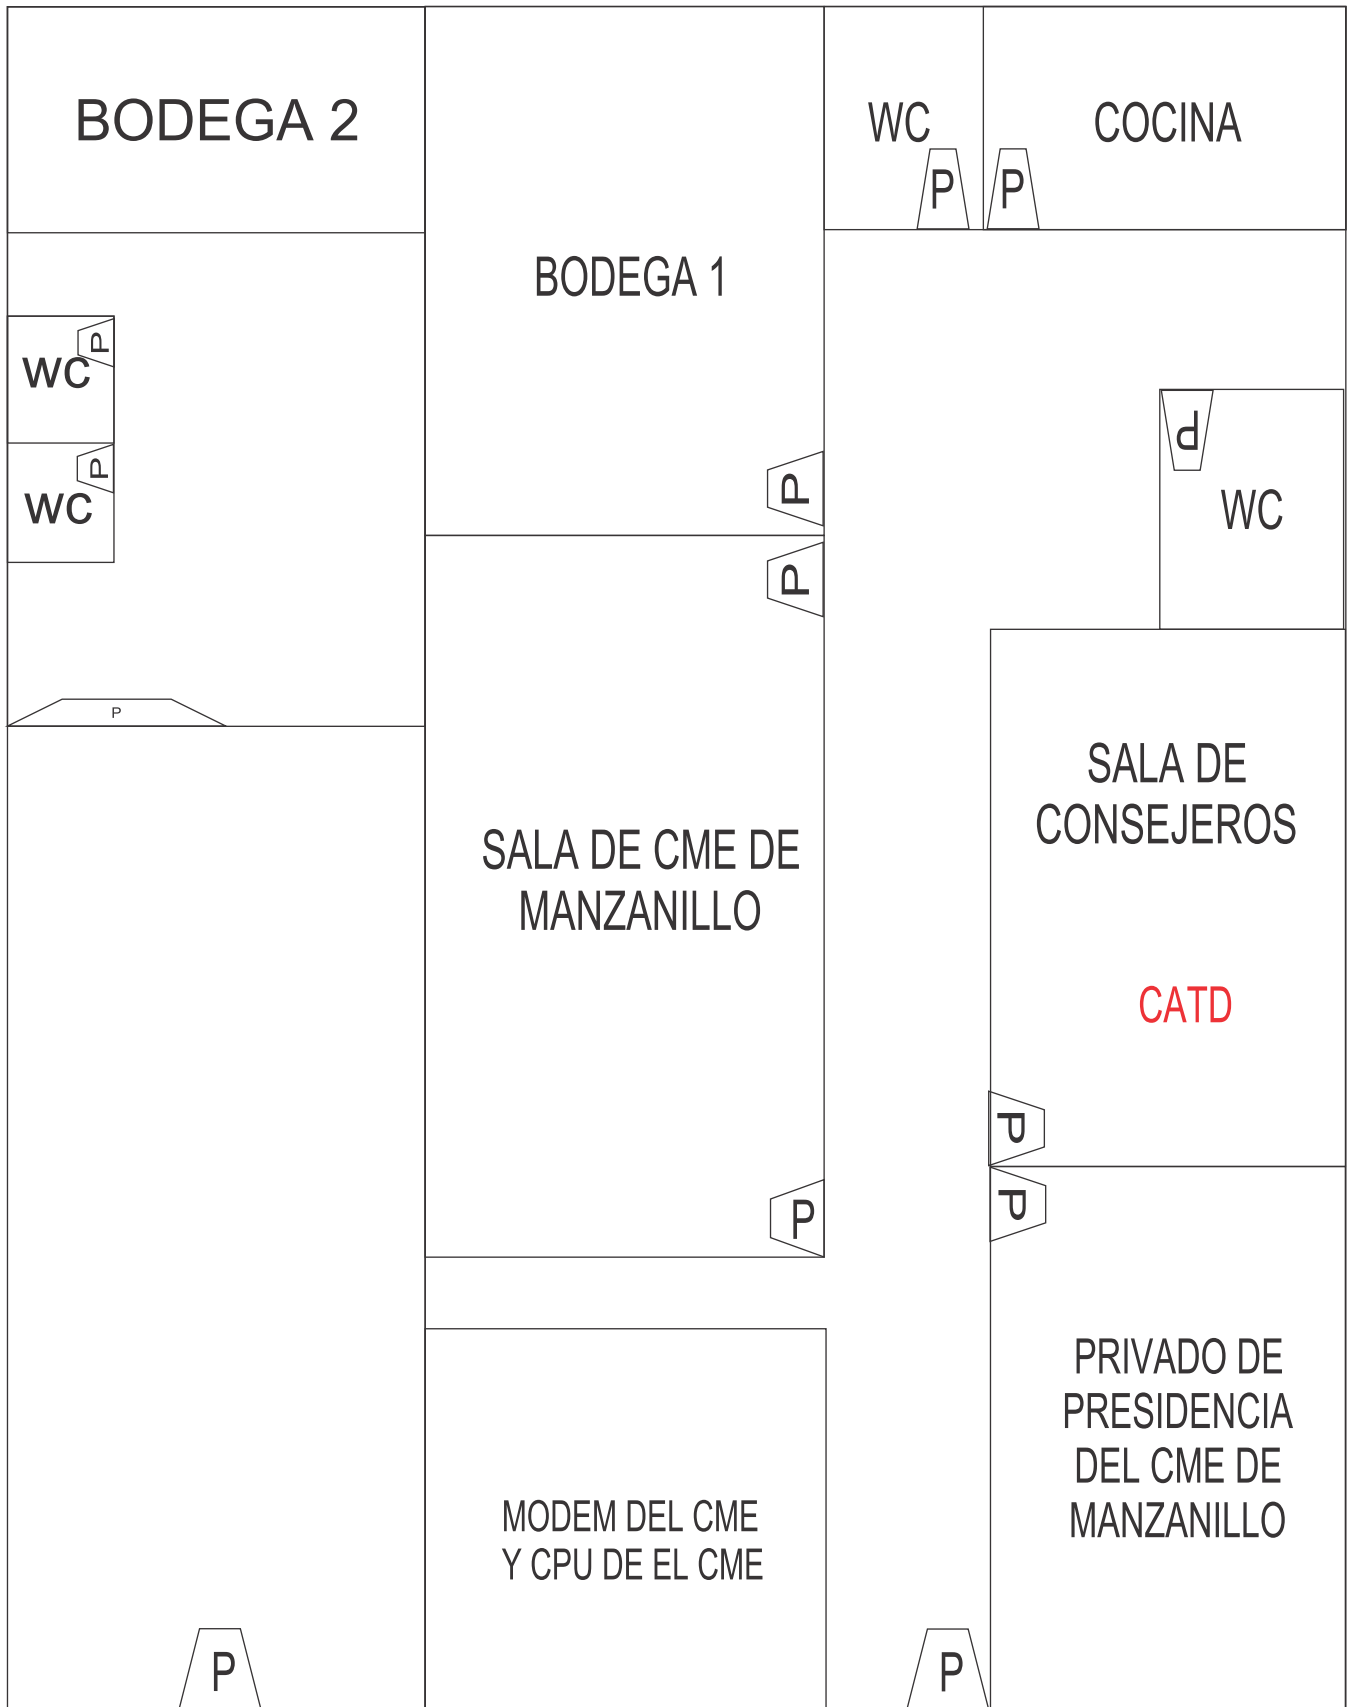 BODEGA 2
BODEGA 1
WC
COCINA
P
P
P
wc
P
wc
P
P
P
WC
P
SALA DE
CONSEJEROS
CATD
P
SALA DE CME DE
MANZANILLO
P
P
P
PRIVADO DE
PRESIDENCIA
DEL CME DE
MANZANILLO
MODEM DEL CME
Y CPU DE EL CME
P
P